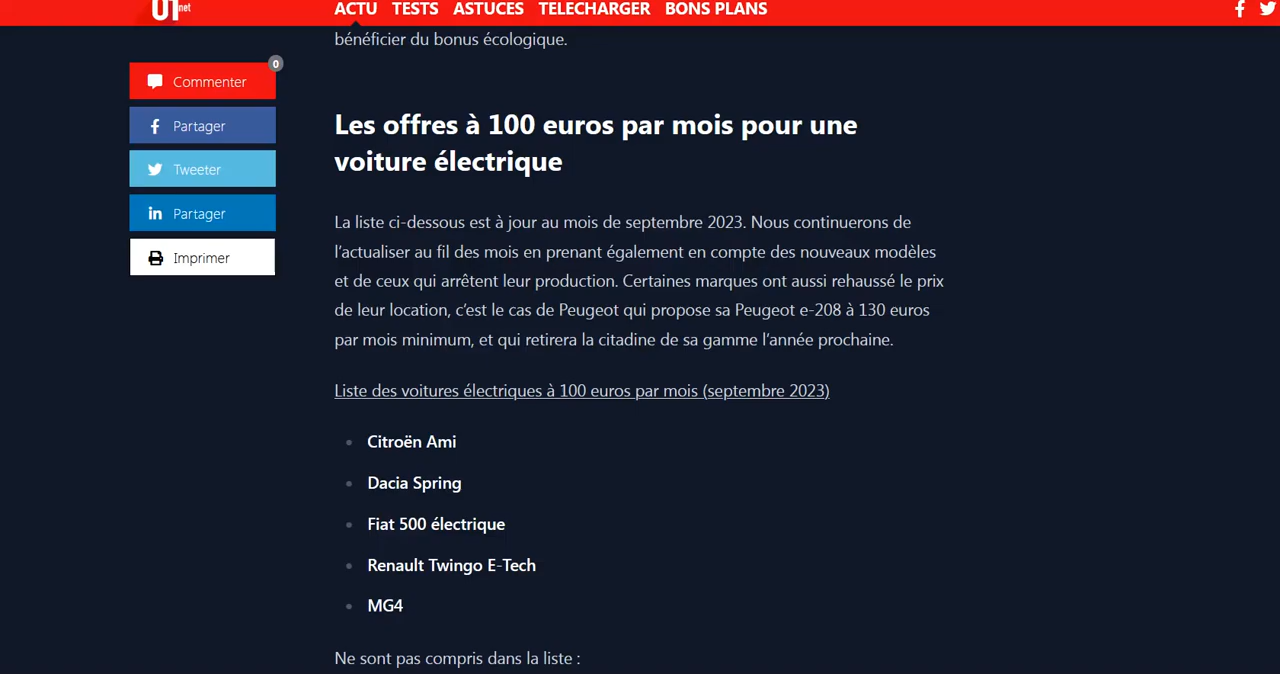 01net
ACTU TESTS ASTUCES TELECHARGER BONS PLANS
bénéficier du bonus écologique.
0
Commenter
Partager
Tweeter
Partager
Imprimer
Les offres à 100 euros par mois pour une
voiture électrique
La liste ci-dessous est à jour au mois de septembre 2023. Nous continuerons de
l’actualiser au fil des mois en prenant également en compte des nouveaux modèles
et de ceux qui arrêtent leur production. Certaines marques ont aussi rehaussé le prix
de leur location, c’est le cas de Peugeot qui propose sa Peugeot e-208 à 130 euros
par mois minimum, et qui retirera la citadine de sa gamme l’année prochaine.
Liste des voitures électriques à 100 euros par mois (septembre 2023)
Citroën Ami
Dacia Spring
Fiat 500 électrique
Renault Twingo E-Tech
MG4
Ne sont pas compris dans la liste :